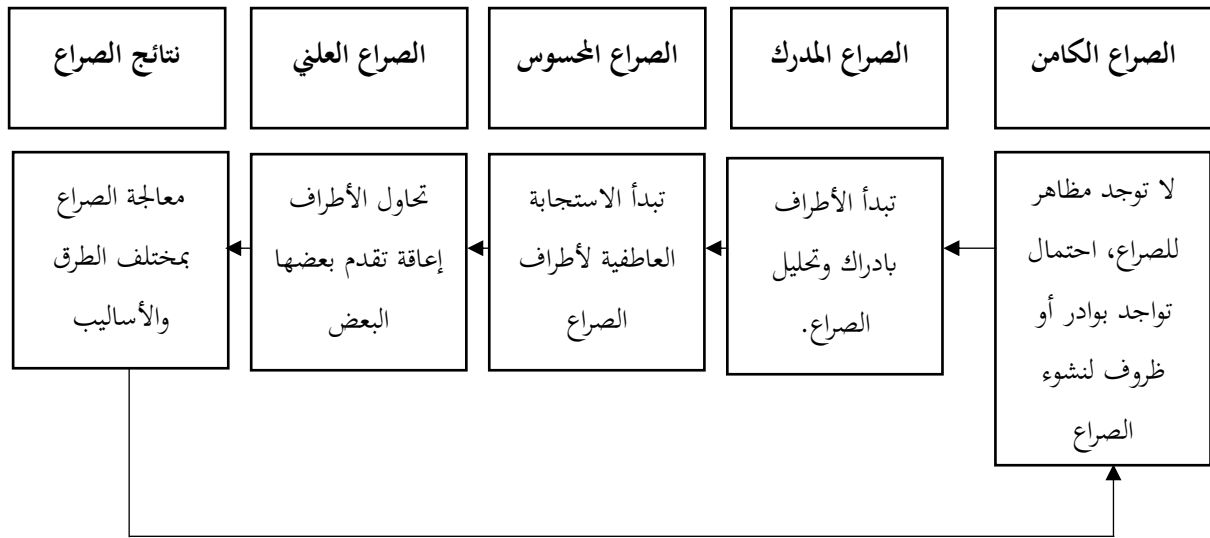 الصراع الكامن
الصراع المدرك
الصراع المحسوس
الصراع العلني
نتائج الصراع
لا توجد مظاهر
للصراع، احتمال
تواجد بوادر أو
ظروف لنشوء
الصراع
تبدأ الأطراف
بادراك وتحليل
الصراع.
تبدأ الاستجابة
العاطفية لأطراف
الصراع
تحاول الأطراف
إعاقة تقدم بعضها
البعض
معالجة الصراع
بمختلف الطرق
والأساليب